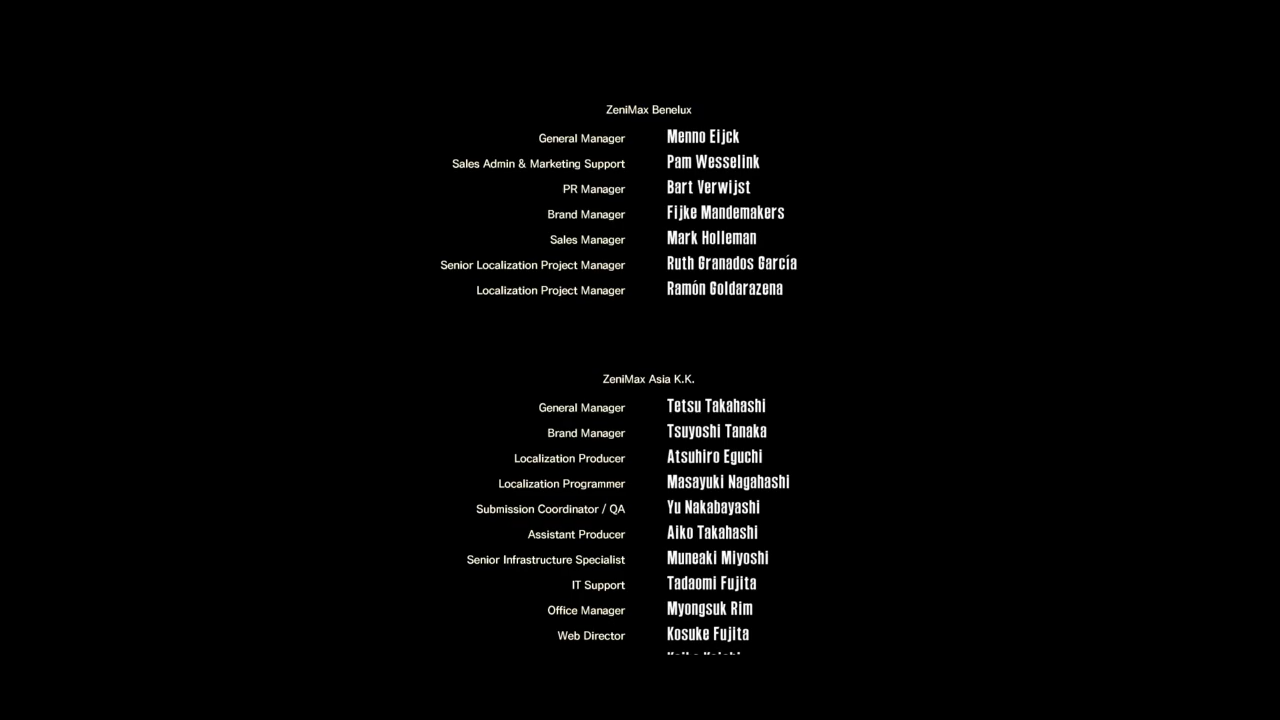 ZeniMax Benelux
General Manager Menno Eijck
Sales Admin & Marketing Support Pam Wesselink
PR Manager Bart Verwijst
Brand Manager Fijke Mandemakers
Sales Manager Mark Holleman
Senior Localization Project Manager Ruth Granados García
Localization Project Manager Ramón Goldarazena
ZeniMax Asia K.K.
General Manager Tetsu Takahashi
Brand Manager Tsuyoshi Tanaka
Localization Producer Atsuhiro Eguchi
Localization Programmer Masayuki Nagahashi
Submission Coordinator / QA Yu Nakabayashi
Assistant Producer Aiko Takahashi
Senior Infrastructure Specialist Muneaki Miyoshi
IT Support Tadaomi Fujita
Office Manager Myongsuk Rim
Web Director Kosuke Fujita